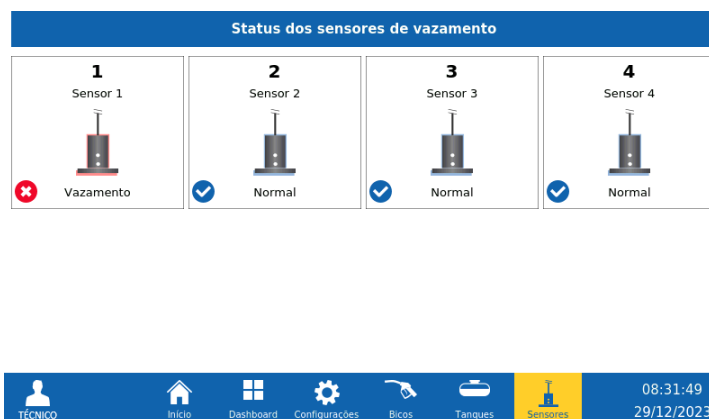 Status dos sensores de vazamento
1
Sensor 1
Vazamento
2
Sensor 2
Normal
3
Sensor 3
Normal
4
Sensor 4
Normal
TÉCNICO
Início
Dashboard
Configurações
Bicos
Tanques
Sensores
08:31:49
29/12/2023